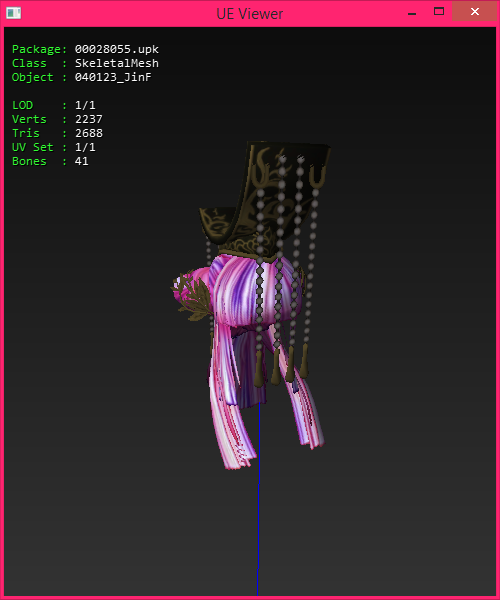 UE Viewer
Package: 00028055.upk
Class  : SkeletalMesh
Object : 040123_JinF
LOD    : 1/1
Verts  : 2237
Tris   : 2688
UV Set : 1/1
Bones  : 41